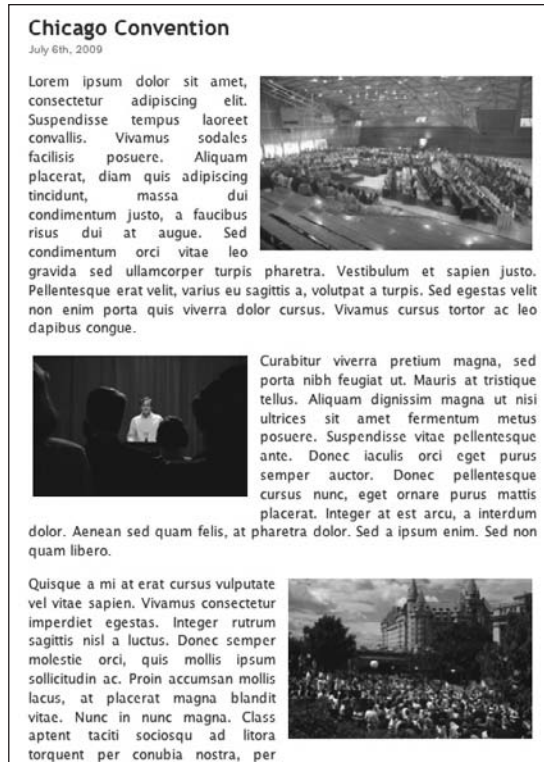 Chicago Convention
July 6th, 2009
Lorem ipsum dolor sit amet,
consectetur adipiscing elit.
Suspendisse tempus laoreet
convallis. Vivamus sodales
facilisis posuere. Aliquam
placerat, diam quis adipiscing
tincidunt, massa dui
condimentum justo, a faucibus
risus dui at augue. Sed
condimentum orci vitae leo
gravida sed ullamcorper turpis pharetra. Vestibulum et sapien justo.
Pellentesque erat velit, varius eu sagittis a, volutpat a turpis. Sed egestas velit
non enim porta quis viverra dolor cursus. Vivamus cursus tortor ac leo
dapibus congue.
Curabitur viverra pretium magna, sed
porta nibh feugiat ut. Mauris at tristique
tellus. Aliquam dignissim magna ut nisi
ultrices sit amet fermentum metus
posuere. Suspendisse vitae pellentesque
ante. Donec iaculis orci eget purus
semper auctor. Donec pellentesque
cursus nunc, eget ornare purus mattis
placerat. Integer at est arcu, a interdum
dolor. Aenean sed quam felis, at pharetra dolor. Sed a ipsum enim. Sed non
quam libero.
Quisque a mi at erat cursus vulputate
vel vitae sapien. Vivamus consectetur
imperdiet egestas. Integer rutrum
sagittis nisl a luctus. Donec semper
molestie orci, quis mollis ipsum
sollicitudin ac. Proin accumsan mollis
lacus, at placerat magna blandit
vitae. Nunc in nunc magna. Class
aptent taciti sociosqu ad litora
torquent per conubia nostra, per